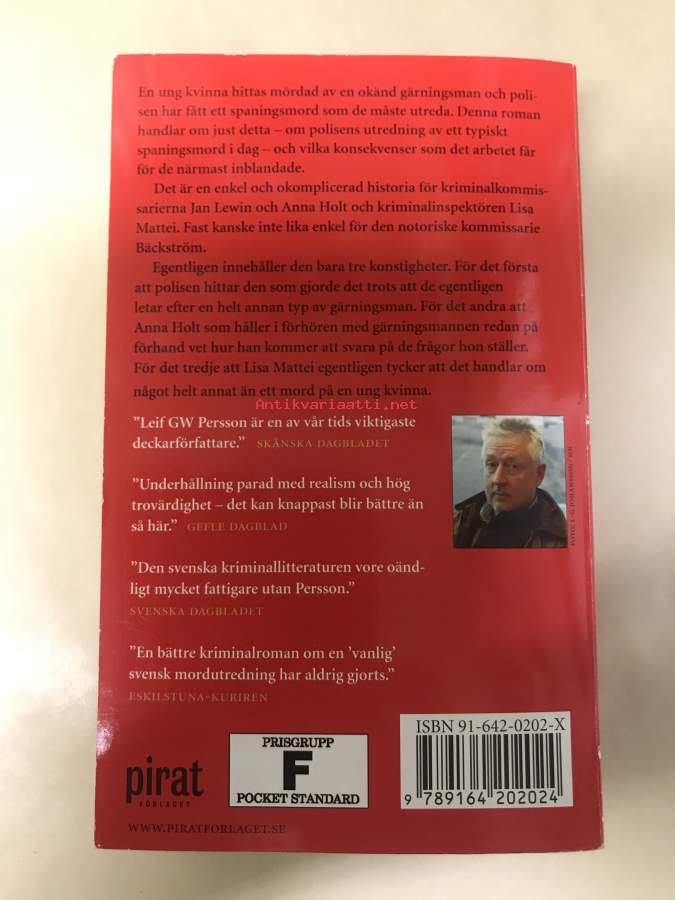 En ung kvinna hittas mördad av en okänd gärningsman och poli-
sen har fått ett spaningsmord som de måste utreda. Denna roman
handlar om just detta – om polisens utredning av ett typiskt
spaningsmord i dag – och vilka konsekvenser som det arbetet får
för de närmast inblandade.
Det är en enkel och okomplicerad historia för kriminalkommis-
sarierna Jan Lewin och Anna Holt och kriminalinspektören Lisa
Mattei. Fast kanske inte lika enkel för den notoriske kommissarie
Bäckström.
Egentligen innehåller den bara tre konstigheter. För det första
att polisen hittar den som gjorde det trots att de egentligen
letar efter en helt annan typ av gärningsman. För det andra att
Anna Holt som håller i förhören med gärningsmannen redan på
förhand vet hur han kommer att svara på de frågor hon ställer.
För det tredje att Lisa Mattei egentligen tycker att det handlar om
något helt annat än ett mord på en ung kvinna.
Antikvariaatti.net
”Leif GW Persson är en av vår tids viktigaste
deckarförfattare.” SKÅNSKA DAGBLADET
”Underhållning parad med realism och hög
trovärdighet – det kan knappast blir bättre än
så här.” GEFLE DAGBLAD
”Den svenska kriminallitteraturen vore oänd-
ligt mycket fattigare utan Persson.”
SVENSKA DAGBLADET
”En bättre kriminalroman om en ’vanlig’
svensk mordutredning har aldrig gjorts.”
ESKILSTUNA-KURIREN
pirat
FÖRLAGET
WWW.PIRATFORLAGET.SE
PRISGRUPP
F
POCKET STANDARD
ISBN 91-642-0202-X
9 789164 202024